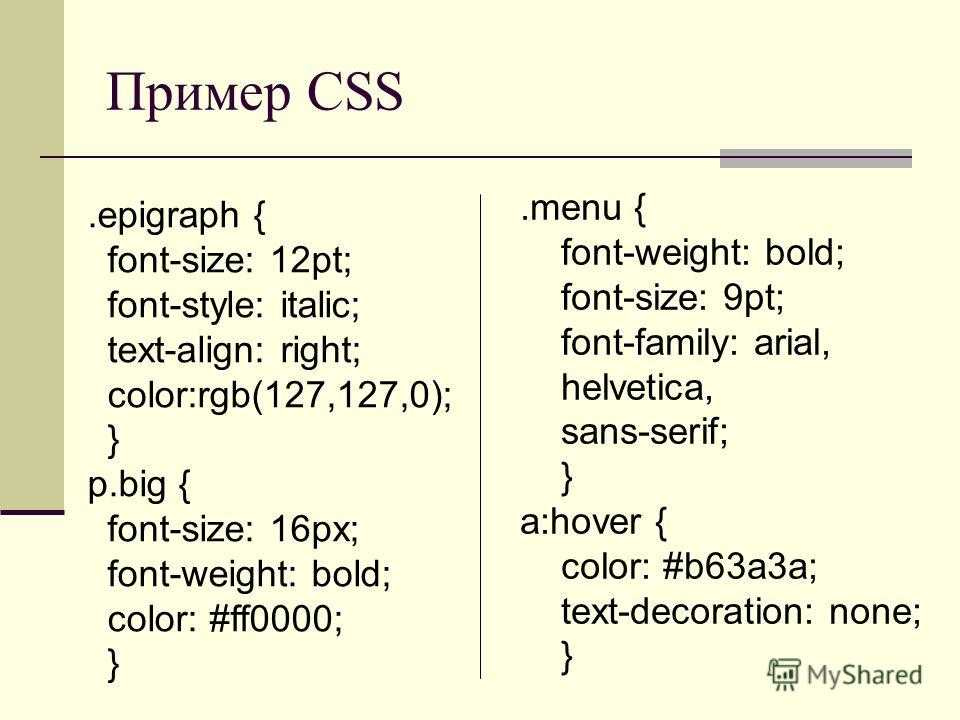 Пример CSS
.epigraph {
font-size: 12pt;
font-style: italic;
text-align: right;
color:rgb(127,127,0);
}
p.big {
font-size: 16px;
font-weight: bold;
color: #ff0000;
}
.menu {
font-weight: bold;
font-size: 9pt;
font-family: arial,
helvetica,
sans-serif;
}
a:hover {
color: #b63a3a;
text-decoration: none;
}
MyShared